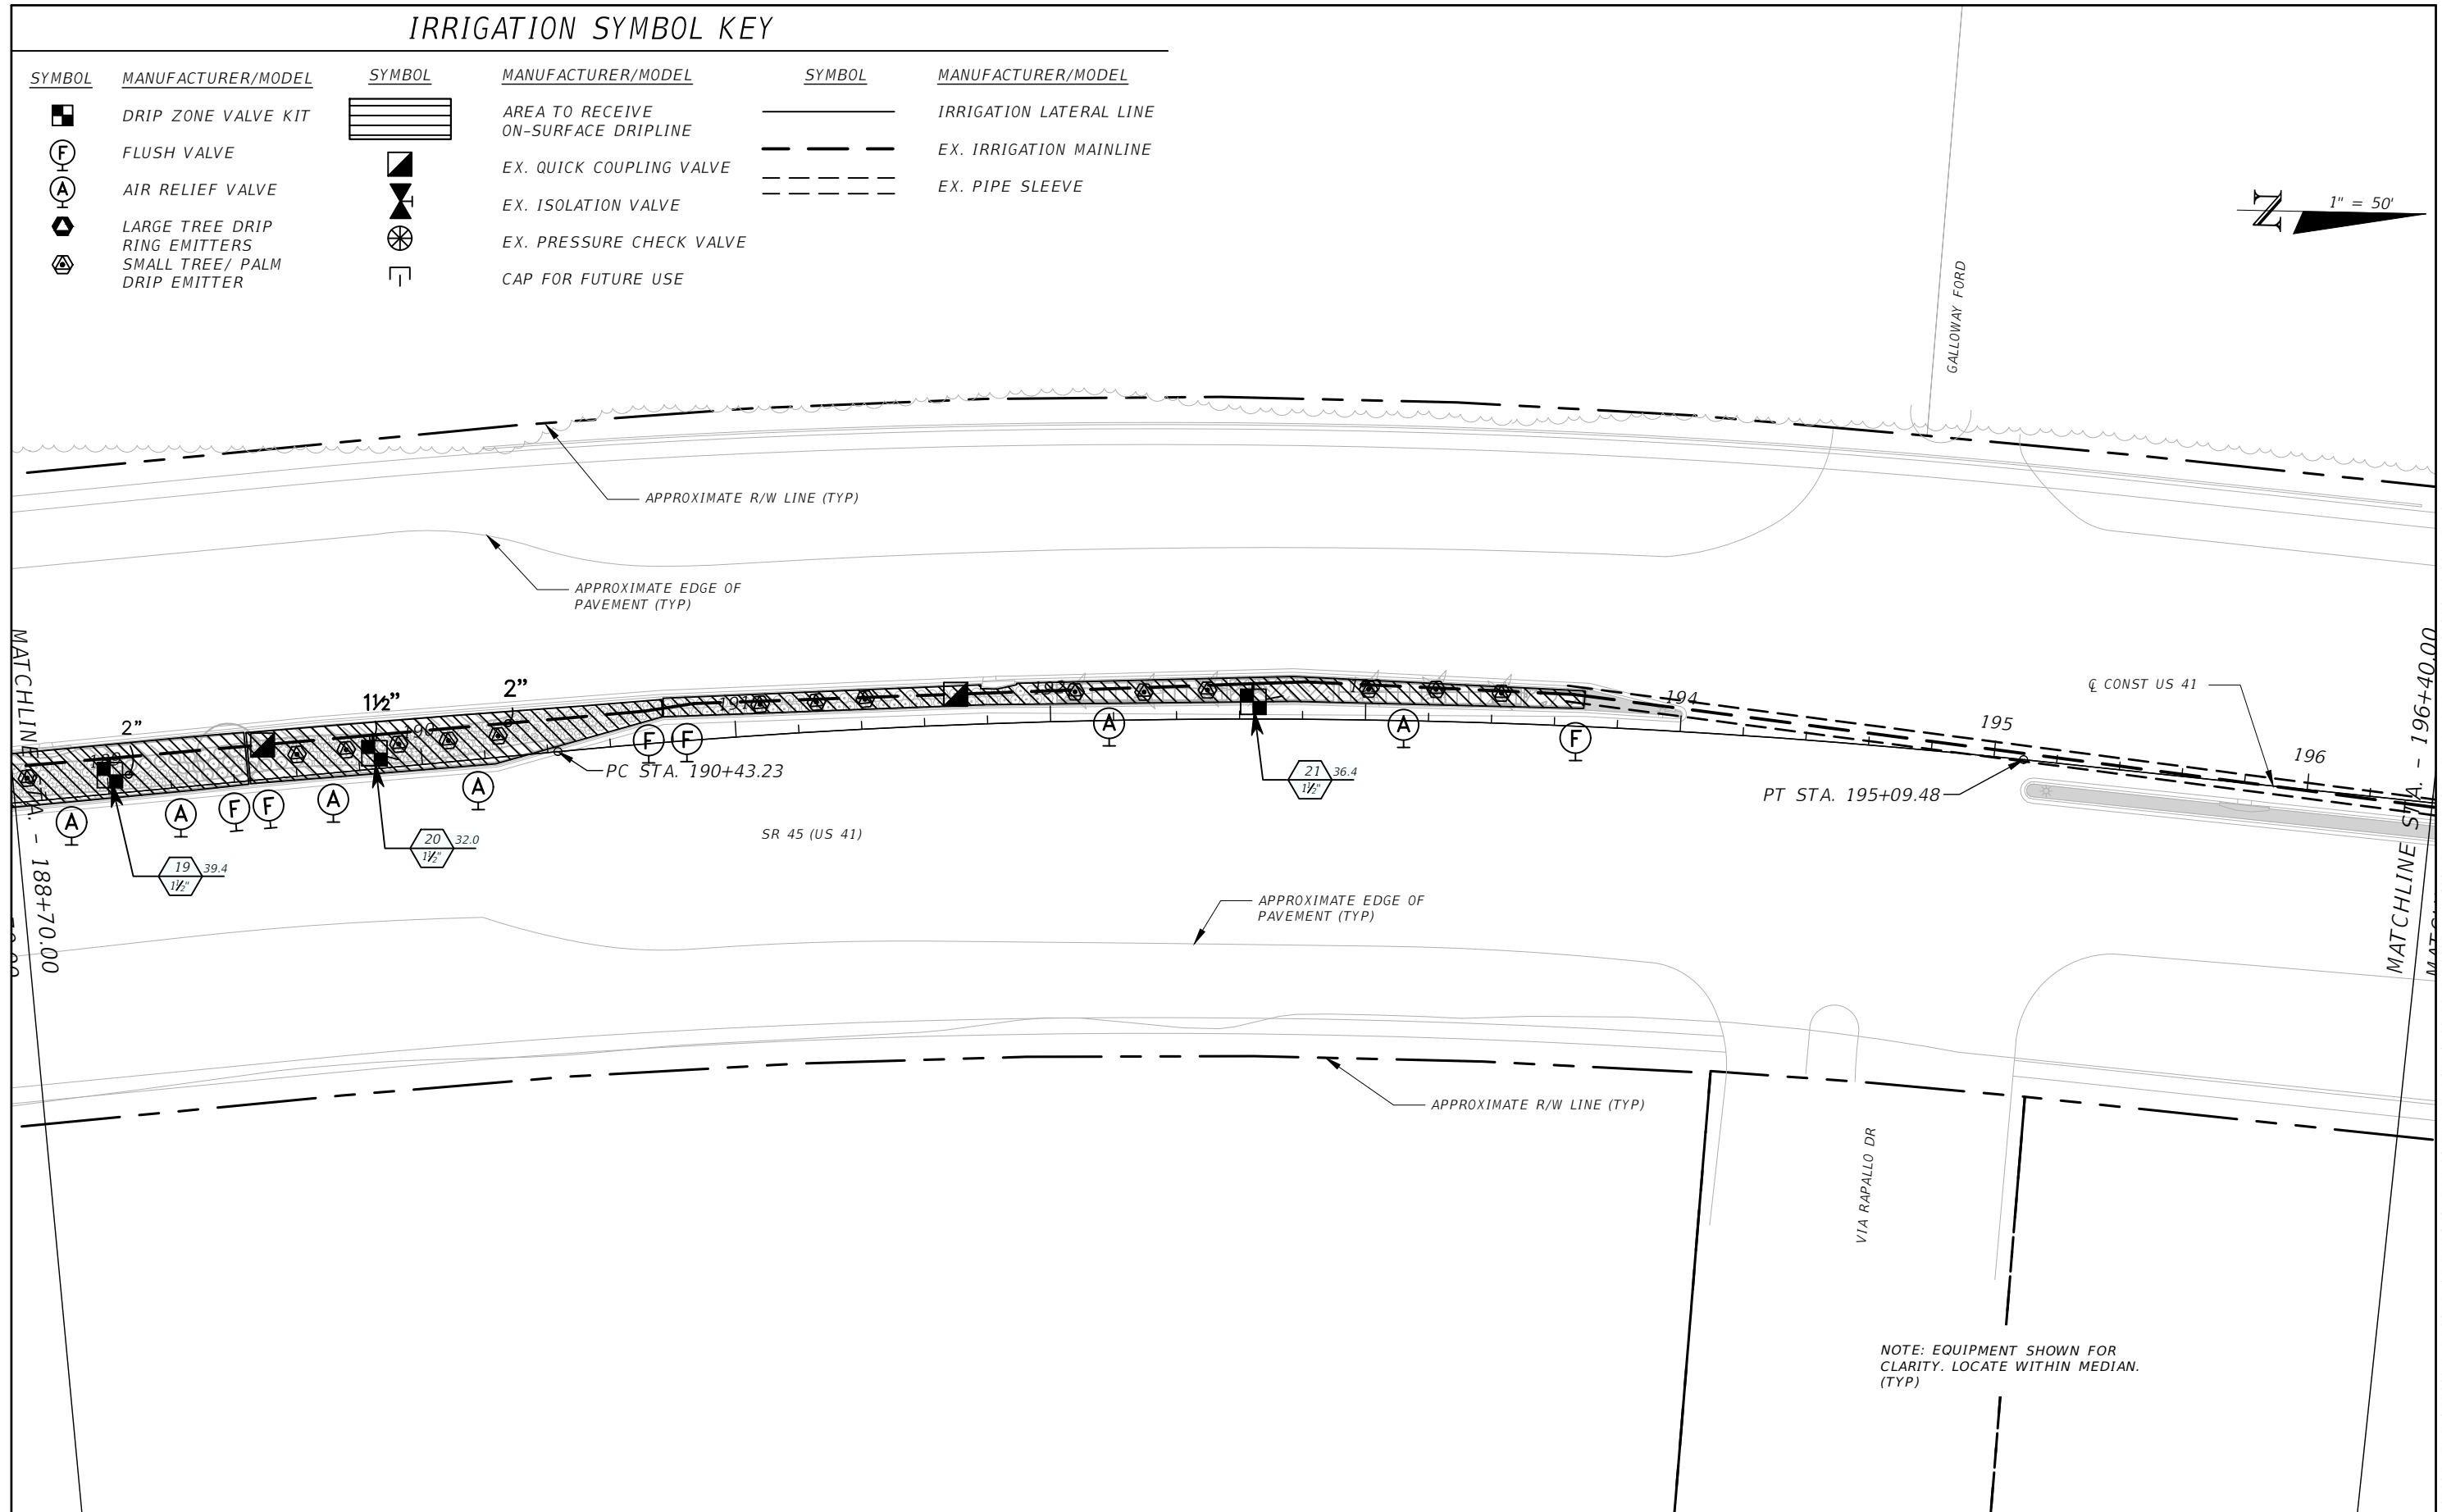 IRRIGATION SYMBOL KEY
SYMBOL
MANUFACTURER/MODEL
DRIP ZONE VALVE KIT
F
FLUSH VALVE
A
AIR RELIEF VALVE
LARGE TREE DRIP
RING EMITTERS
SMALL TREE/ PALM
DRIP EMITTER
SYMBOL
MANUFACTURER/MODEL
AREA TO RECEIVE
ON-SURFACE DRIPLINE
EX. QUICK COUPLING VALVE
EX. ISOLATION VALVE
EX. PRESSURE CHECK VALVE
CAP FOR FUTURE USE
SYMBOL
MANUFACTURER/MODEL
IRRIGATION LATERAL LINE
EX. IRRIGATION MAINLINE
EX. PIPE SLEEVE
N
1" = 50'
GALLOWAY FORD
APPROXIMATE R/W LINE (TYP)
APPROXIMATE EDGE OF
PAVEMENT (TYP)
MATCHLINE STA. - 188+70.00
2”
1½”
2”
190
194
195
196
℄ CONST US 41
A
A
F
F
A
A
F
F
A
A
F
PC STA. 190+43.23
PT STA. 195+09.48
19
1½"
39.4
20
1½"
32.0
21
1½"
36.4
SR 45 (US 41)
MATCHLINE STA. - 196+40.00
APPROXIMATE EDGE OF
PAVEMENT (TYP)
APPROXIMATE R/W LINE (TYP)
VIA RAPALLO DR
NOTE: EQUIPMENT SHOWN FOR
CLARITY. LOCATE WITHIN MEDIAN.
(TYP)